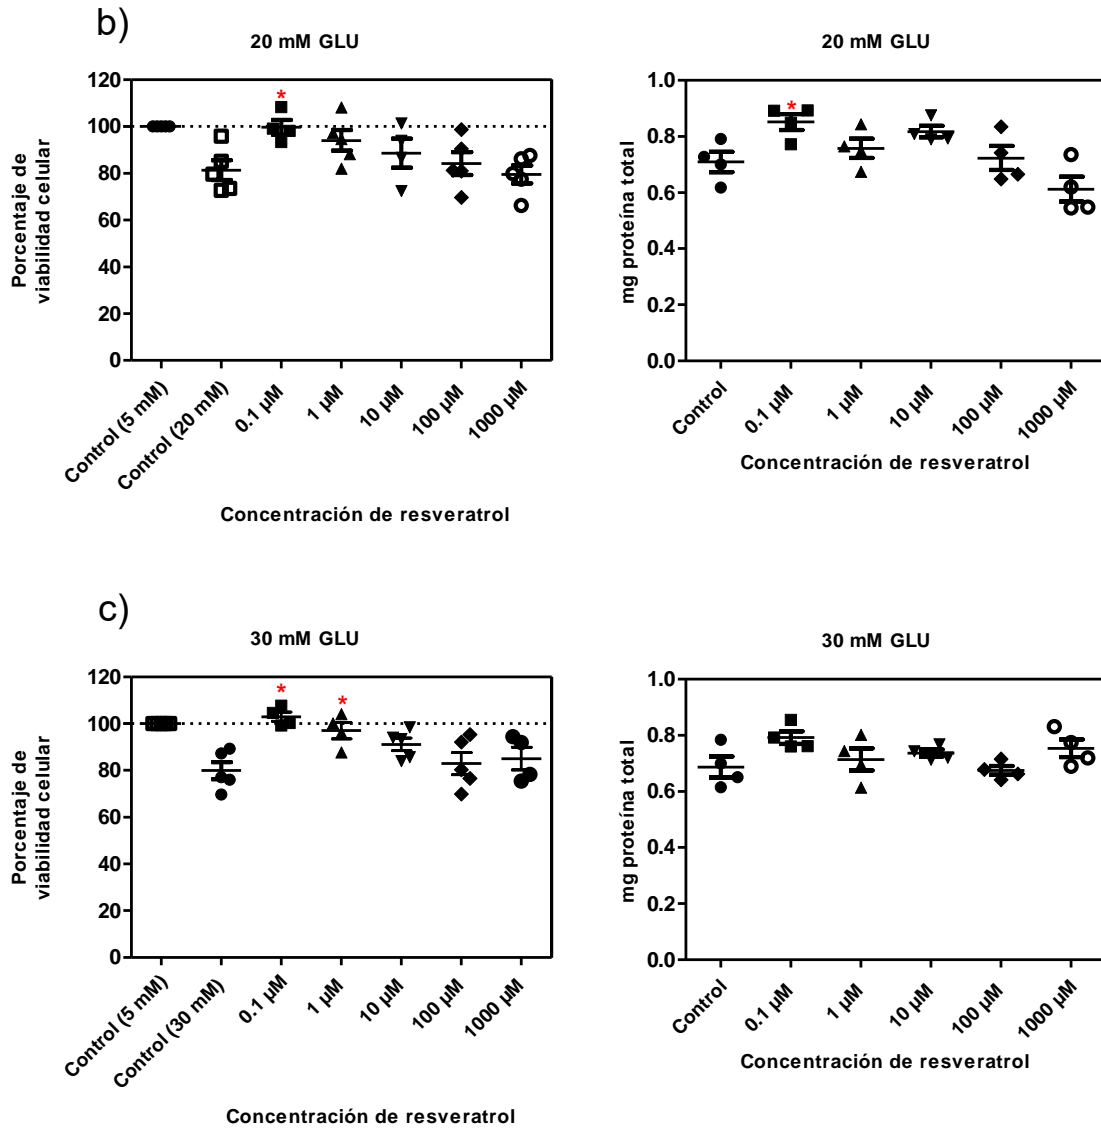 b)
20 mM GLU
Porcentaje de
viabilidad celular
120
100
80
60
40
20
0
*
Control (5 mM)
Control (20 mM)
0.1 µM
1 µM
10 µM
100 µM
1000 µM
Concentración de resveratrol
20 mM GLU
mg proteína total
1.0
0.8
0.6
0.4
0.2
0.0
*
Control
0.1 µM
1 µM
10 µM
100 µM
1000 µM
Concentración de resveratrol
c)
30 mM GLU
Porcentaje de
viabilidad celular
120
100
80
60
40
20
0
*
*
Control (5 mM)
Control (30 mM)
0.1 µM
1 µM
10 µM
100 µM
1000 µM
Concentración de resveratrol
30 mM GLU
mg proteína total
1.0
0.8
0.6
0.4
0.2
0.0
Control
0.1 µM
1 µM
10 µM
100 µM
1000 µM
Concentración de resveratrol